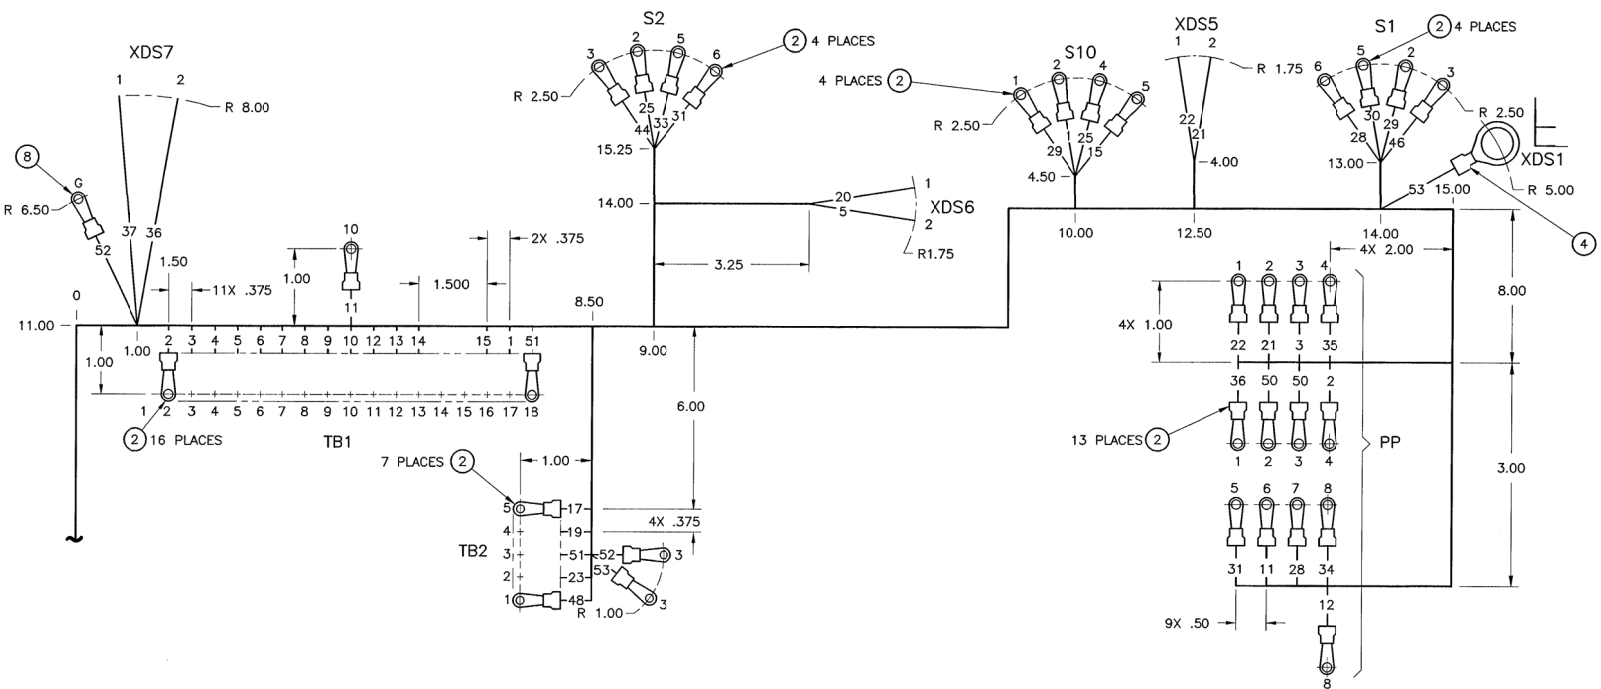 XDS7
1 2
R 8.00
8
G
R 6.50
37 36
52
0
1.50
11X .375
10
1.00
11
1.500
2X .375
8.50
11.00
1.00
1.00
2 3 4 5 6 7 8 9 10 12 13 14 15 1 51
1 2 3 4 5 6 7 8 9 10 11 12 13 14 15 16 17 18
2 16 PLACES
TB1
S2
3 2 5 6
2 4 PLACES
R 2.50
25
44 33 31
15.25
14.00
20
5
1
XDS6
2
R1.75
3.25
9.00
6.00
7 PLACES 2
1.00
5 17
4 19
4X .375
TB2
3 51 52 3
2 23 53
1 48
R 1.00 3
S10
4 PLACES 2
1 2 4 5
R 2.50
29 25 15
4.50
10.00
XDS5
1 2
R 1.75
22
21
4.00
12.50
S1
2 4 PLACES
6 5 2 3
R 2.50
30
28 29
46
13.00
XDS1
53 15.00
R 5.00
4
14.00
4X 2.00
8.00
1 2 3 4
4X 1.00
22 21 3 35
36 50 50 2
13 PLACES 2
1 2 3 4
PP
3.00
5 6 7 8
31 11 28 34
9X .50
12
8